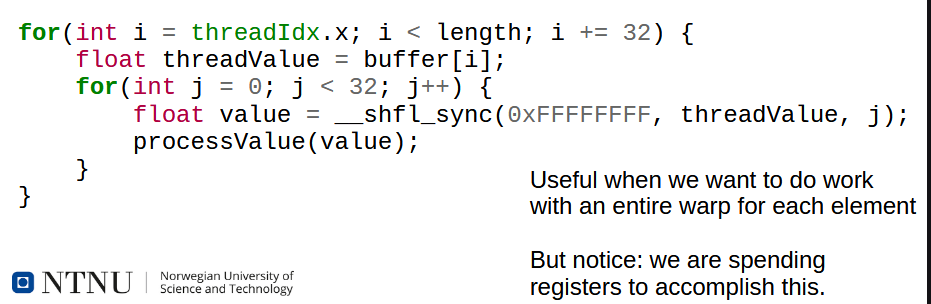 for(int i = threadIdx.x; i < length; i += 32) {
    float threadValue = buffer[i];
    for(int j = 0; j < 32; j++) {
        float value = __shfl_sync(0xFFFFFFFF, threadValue, j);
        processValue(value);
    }
}
Useful when we want to do work
with an entire warp for each element
But notice: we are spending
registers to accomplish this.
NTNU
Norwegian University of
Science and Technology